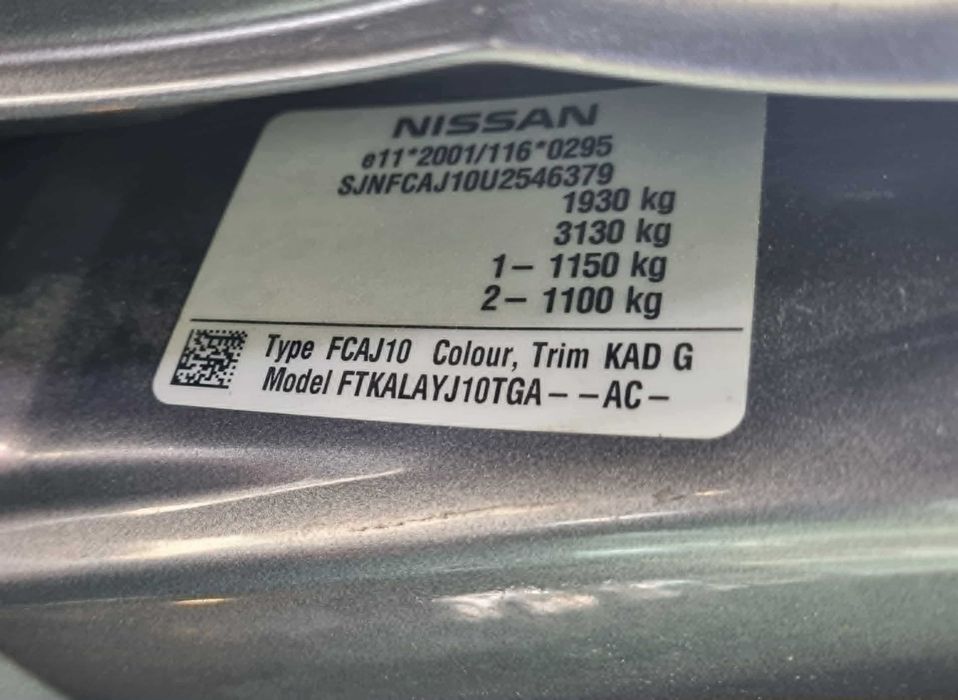 NISSAN
e11*2001/116*0295
SJNFCAJ10U2546379
1930 kg
3130 kg
1– 1150 kg
2– 1100 kg
Type FCAJ10 Colour, Trim KAD G
Model FTKALAYJ10TGA– –AC–